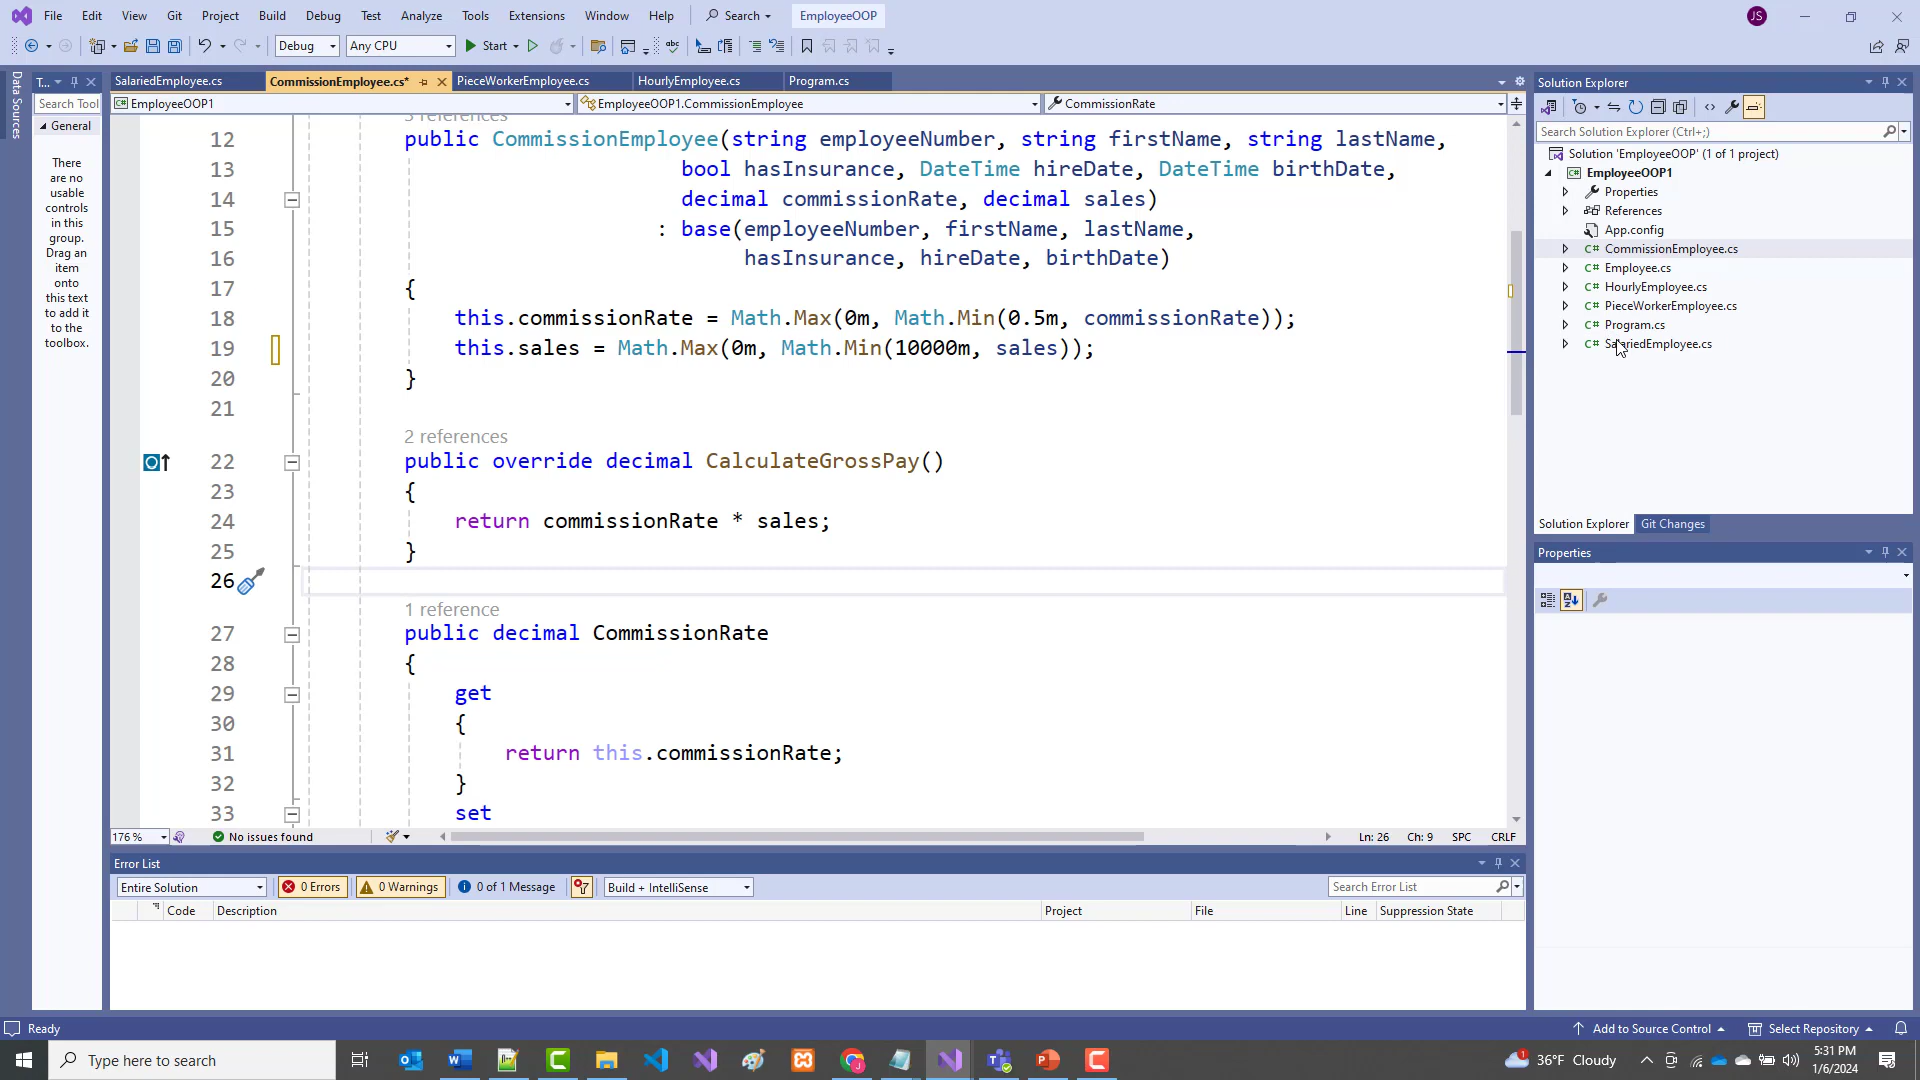 File Edit View Git Project Build Debug Test Analyze Tools Extensions Window Help Search EmployeeOOP JS
Debug Any CPU Start
Data Sources
T...
Search Tool
General
There
are no
usable
controls
in this
group.
Drag an
item
onto
this text
to add it
to the
toolbox.
SalariedEmployee.cs CommissionEmployee.cs* PieceWorkerEmployee.cs HourlyEmployee.cs Program.cs
EmployeeOOP1 EmployeeOOP1.CommissionEmployee CommissionRate
3 references
12 public CommissionEmployee(string employeeNumber, string firstName, string lastName,
13 bool hasInsurance, DateTime hireDate, DateTime birthDate,
14 decimal commissionRate, decimal sales)
15 : base(employeeNumber, firstName, lastName,
16 hasInsurance, hireDate, birthDate)
17 {
18 this.commissionRate = Math.Max(0m, Math.Min(0.5m, commissionRate));
19 this.sales = Math.Max(0m, Math.Min(10000m, sales));
20 }
21
2 references
22 public override decimal CalculateGrossPay()
23 {
24 return commissionRate * sales;
25 }
26
1 reference
27 public decimal CommissionRate
28 {
29 get
30 {
31 return this.commissionRate;
32 }
33 set
176 % No issues found Ln: 26 Ch: 9 SPC CRLF
Error List
Entire Solution 0 Errors 0 Warnings 0 of 1 Message Build + IntelliSense Search Error List
Code Description Project File Line Suppression State
Solution Explorer
Search Solution Explorer (Ctrl+;)
Solution 'EmployeeOOP' (1 of 1 project)
EmployeeOOP1
Properties
References
App.config
C# CommissionEmployee.cs
C# Employee.cs
C# HourlyEmployee.cs
C# PieceWorkerEmployee.cs
C# Program.cs
C# SalariedEmployee.cs
Solution Explorer Git Changes
Properties
Ready Add to Source Control Select Repository
Type here to search 36°F Cloudy 5:31 PM
1/6/2024